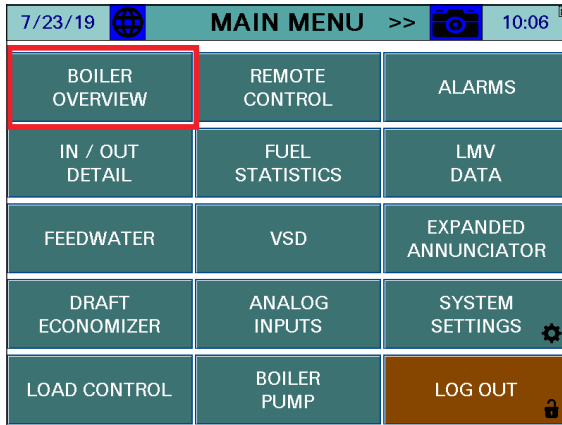 7/23/19 MAIN MENU >> 10:06
BOILER
OVERVIEW
REMOTE
CONTROL
ALARMS
IN / OUT
DETAIL
FUEL
STATISTICS
LMV
DATA
FEEDWATER
VSD
EXPANDED
ANNUNCIATOR
DRAFT
ECONOMIZER
ANALOG
INPUTS
SYSTEM
SETTINGS
LOAD CONTROL
BOILER
PUMP
LOG OUT